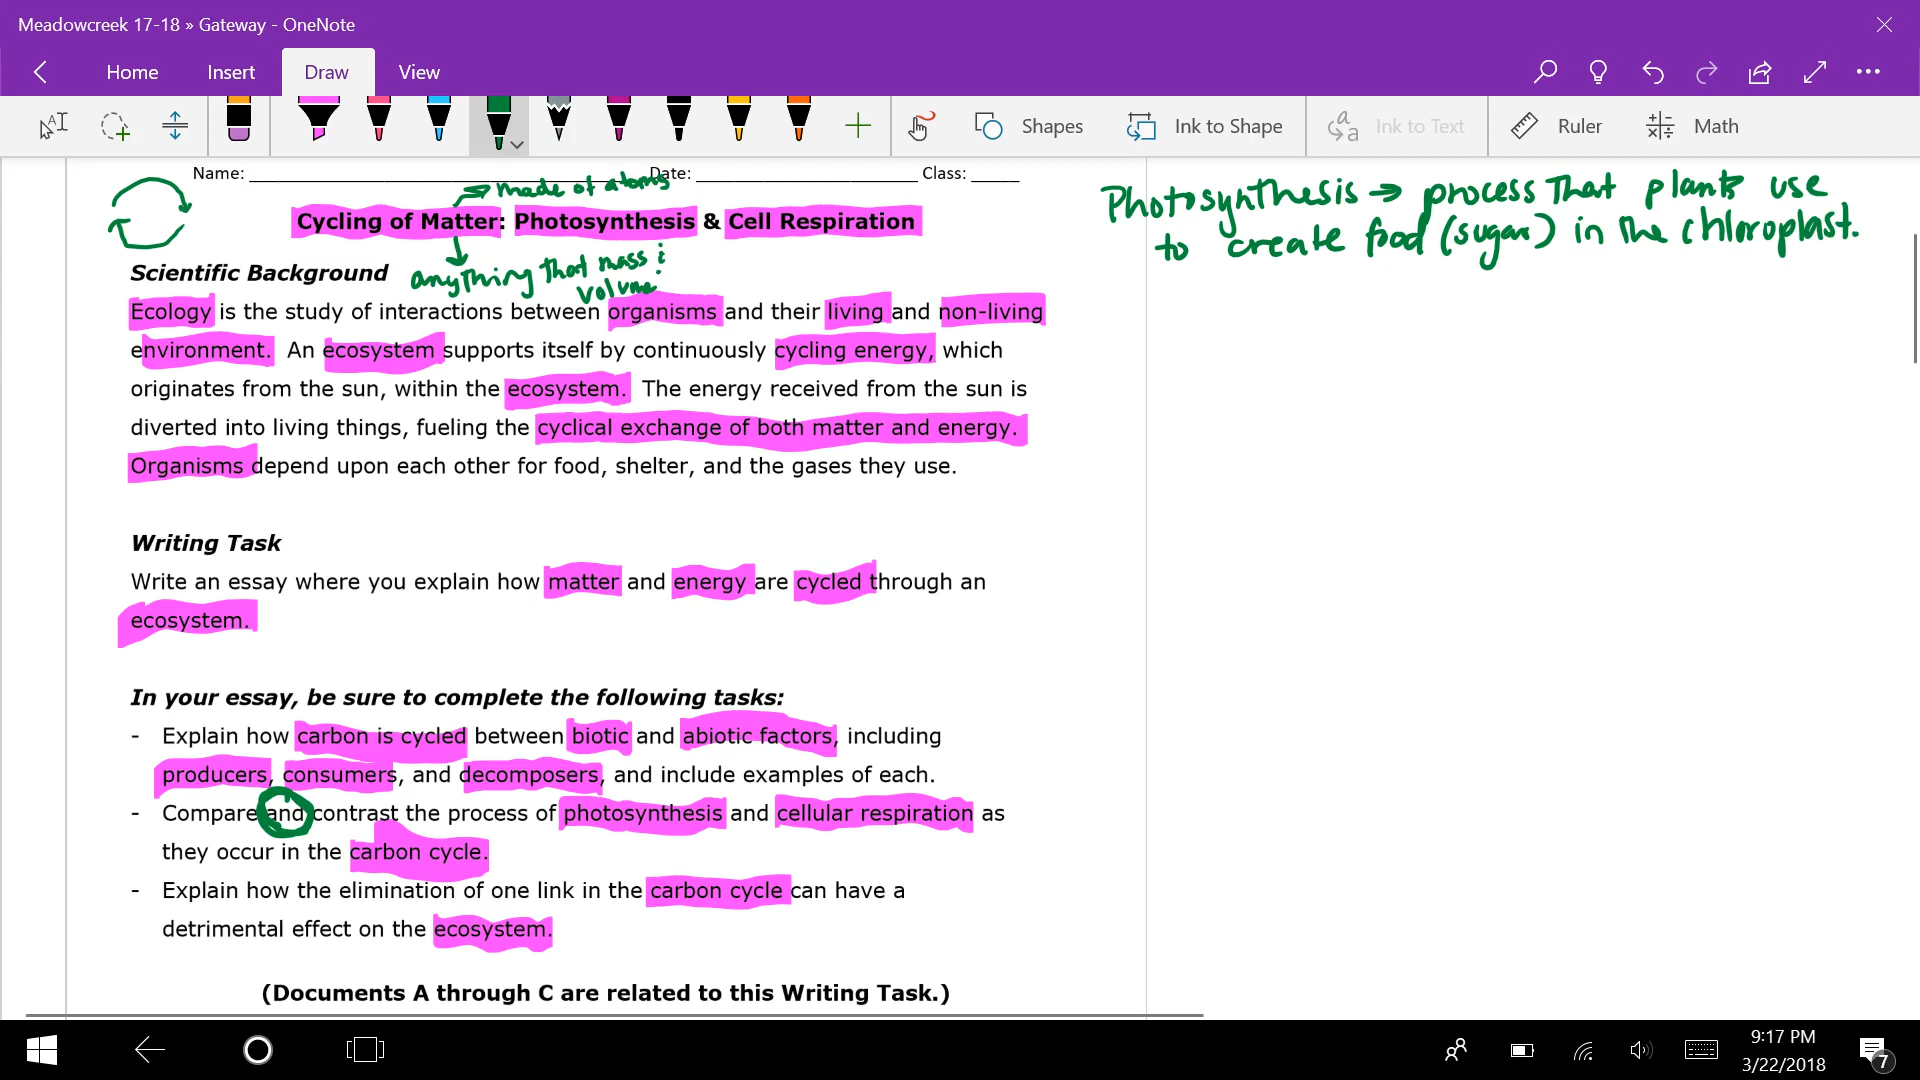 Meadowcreek 17-18 » Gateway - OneNote
Home Insert Draw View
Shapes Ink to Shape Ink to Text Ruler Math
Name: Date: Class:
made of atoms
Cycling of Matter: Photosynthesis & Cell Respiration
anything that mass &
volume
Photosynthesis → process that plants use
to create food (sugar) in the chloroplast.
Scientific Background
Ecology is the study of interactions between organisms and their living and non-living
environment. An ecosystem supports itself by continuously cycling energy, which
originates from the sun, within the ecosystem. The energy received from the sun is
diverted into living things, fueling the cyclical exchange of both matter and energy.
Organisms depend upon each other for food, shelter, and the gases they use.
Writing Task
Write an essay where you explain how matter and energy are cycled through an
ecosystem.
In your essay, be sure to complete the following tasks:
- Explain how carbon is cycled between biotic and abiotic factors, including
producers, consumers, and decomposers, and include examples of each.
- Compare and contrast the process of photosynthesis and cellular respiration as
they occur in the carbon cycle.
- Explain how the elimination of one link in the carbon cycle can have a
detrimental effect on the ecosystem.
(Documents A through C are related to this Writing Task.)
9:17 PM
3/22/2018
7